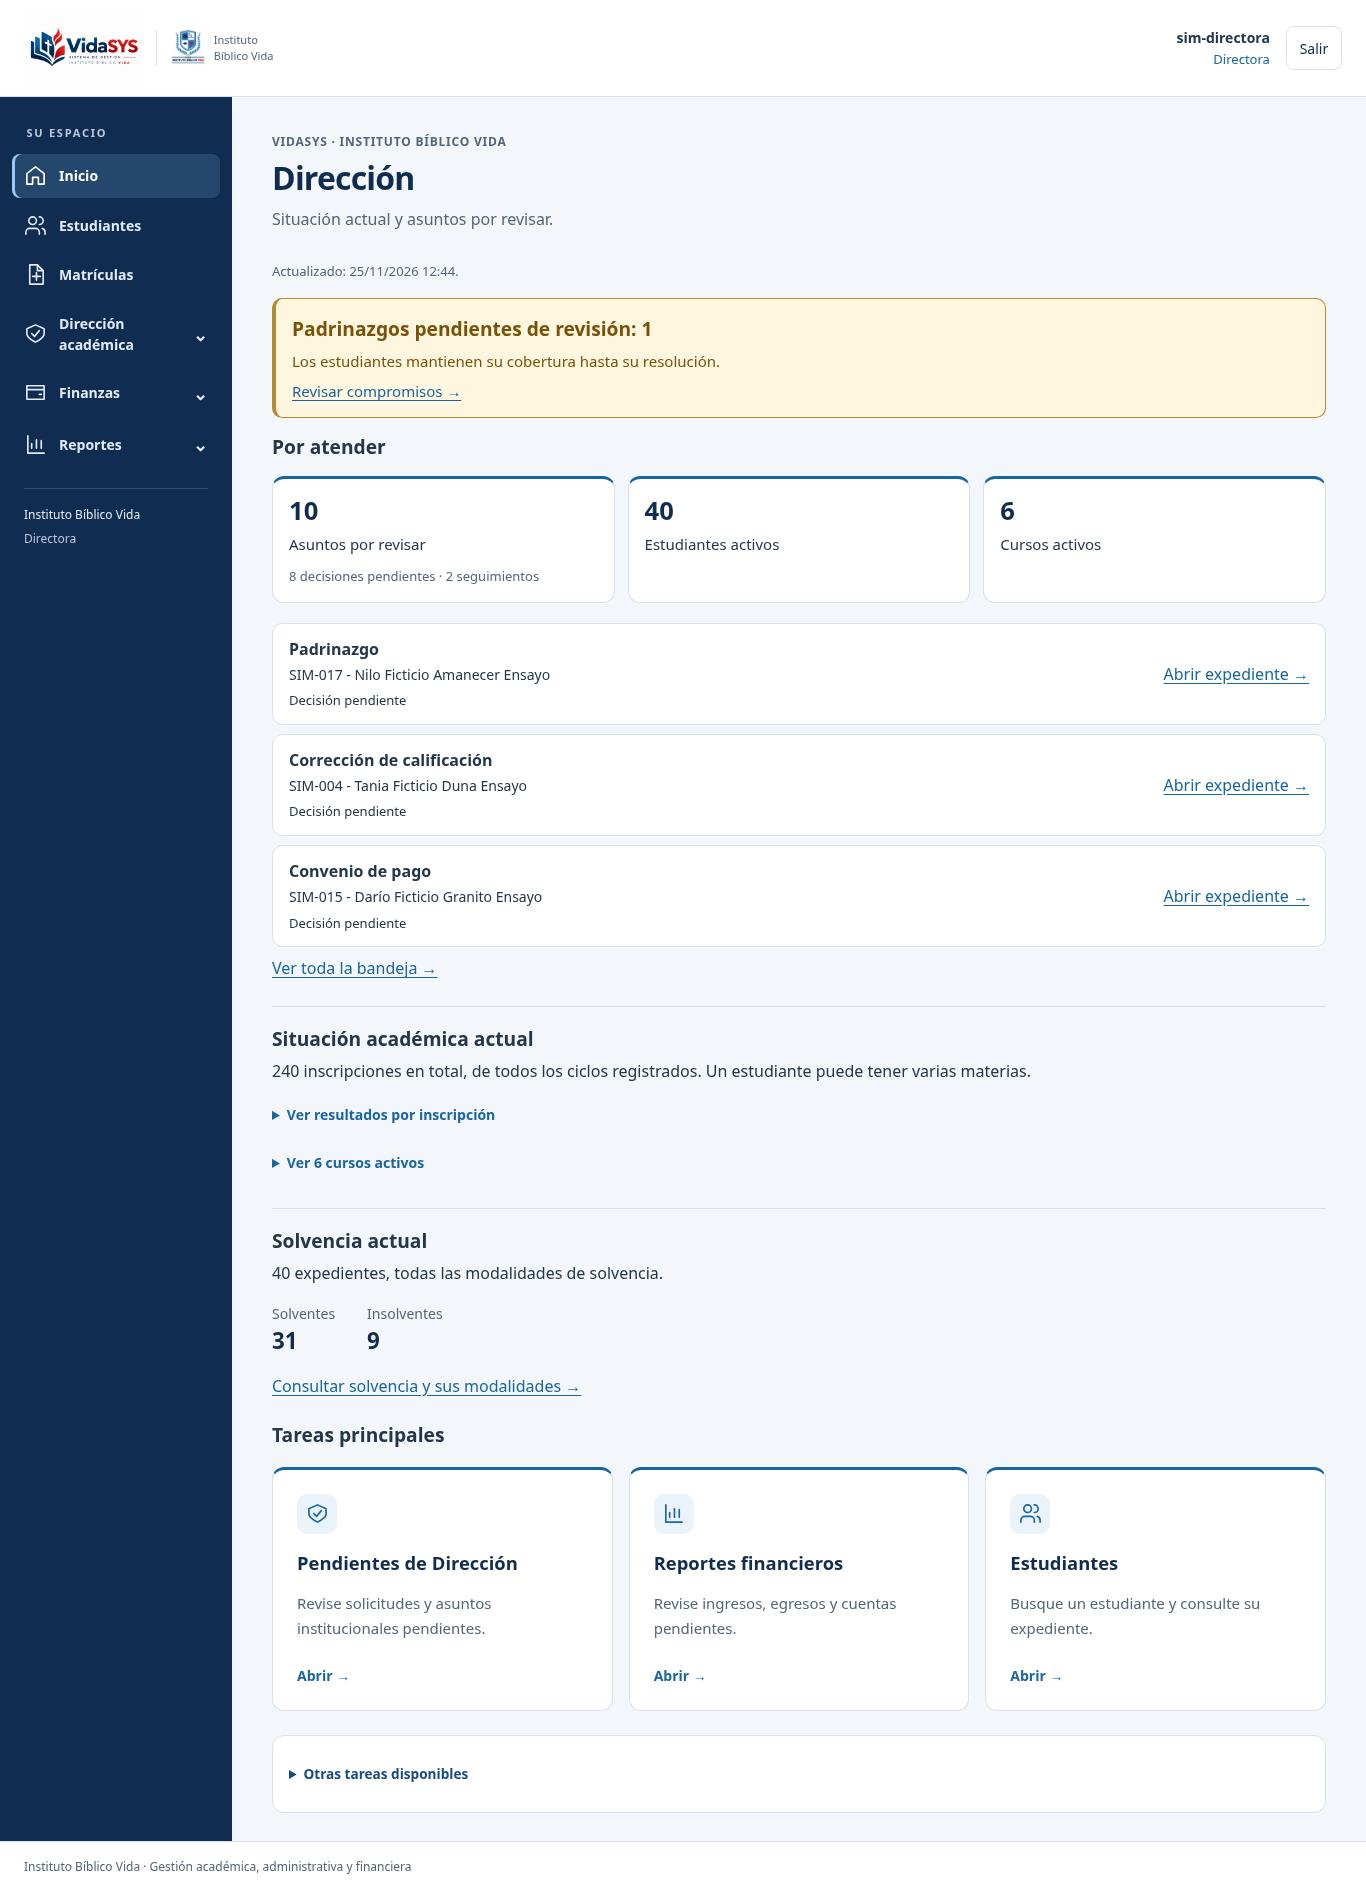 VidaSYS
SISTEMA DE GESTIÓN
INSTITUTO BÍBLICO VIDA
Instituto
Bíblico Vida
sim-directora
Directora
Salir
SU ESPACIO
Inicio
Estudiantes
Matrículas
Dirección
académica
Finanzas
Reportes
Instituto Bíblico Vida
Directora
VIDASYS · INSTITUTO BÍBLICO VIDA
Dirección
Situación actual y asuntos por revisar.
Actualizado: 25/11/2026 12:44.
Padrinazgos pendientes de revisión: 1
Los estudiantes mantienen su cobertura hasta su resolución.
Revisar compromisos →
Por atender
10
Asuntos por revisar
8 decisiones pendientes · 2 seguimientos
40
Estudiantes activos
6
Cursos activos
Padrinazgo
SIM-017 - Nilo Ficticio Amanecer Ensayo
Decisión pendiente
Abrir expediente →
Corrección de calificación
SIM-004 - Tania Ficticio Duna Ensayo
Decisión pendiente
Abrir expediente →
Convenio de pago
SIM-015 - Darío Ficticio Granito Ensayo
Decisión pendiente
Abrir expediente →
Ver toda la bandeja →
Situación académica actual
240 inscripciones en total, de todos los ciclos registrados. Un estudiante puede tener varias materias.
Ver resultados por inscripción
Ver 6 cursos activos
Solvencia actual
40 expedientes, todas las modalidades de solvencia.
Solventes
31
Insolventes
9
Consultar solvencia y sus modalidades →
Tareas principales
Pendientes de Dirección
Revise solicitudes y asuntos
institucionales pendientes.
Abrir →
Reportes financieros
Revise ingresos, egresos y cuentas
pendientes.
Abrir →
Estudiantes
Busque un estudiante y consulte su
expediente.
Abrir →
Otras tareas disponibles
Instituto Bíblico Vida · Gestión académica, administrativa y financiera